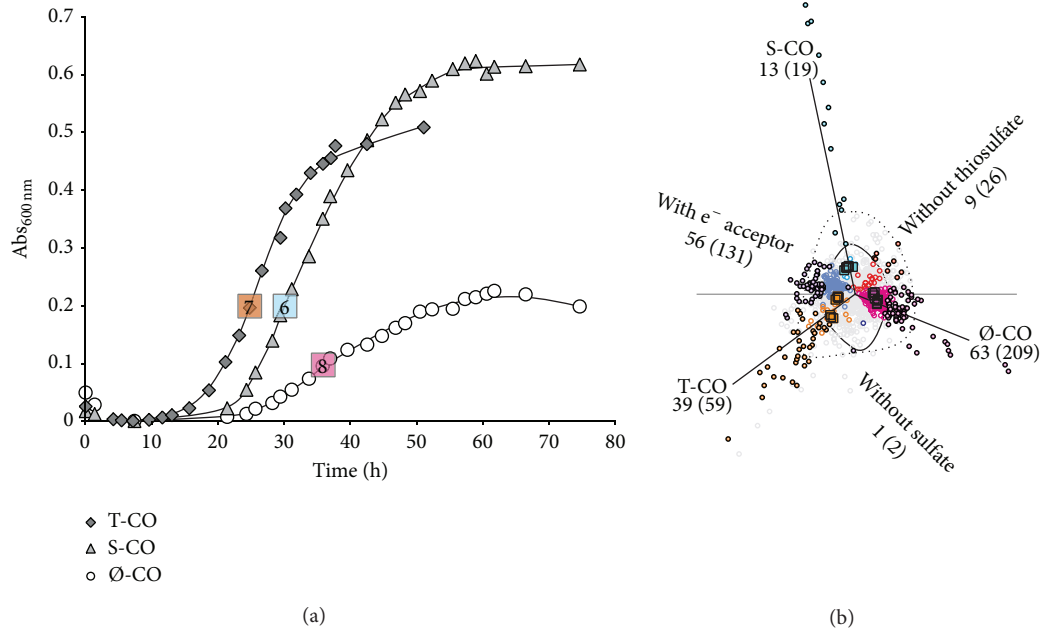 0.7
0.6
0.5
0.4
0.3
0.2
0.1
0
Abs600 nm
7
6
8
0
10
20
30
40
50
60
70
80
Time (h)
T-CO
S-CO
Ø-CO
(a)
S-CO
13 (19)
Without thiosulfate
9 (26)
With e⁻ acceptor
56 (131)
Ø-CO
63 (209)
T-CO
39 (59)
Without sulfate
1 (2)
(b)